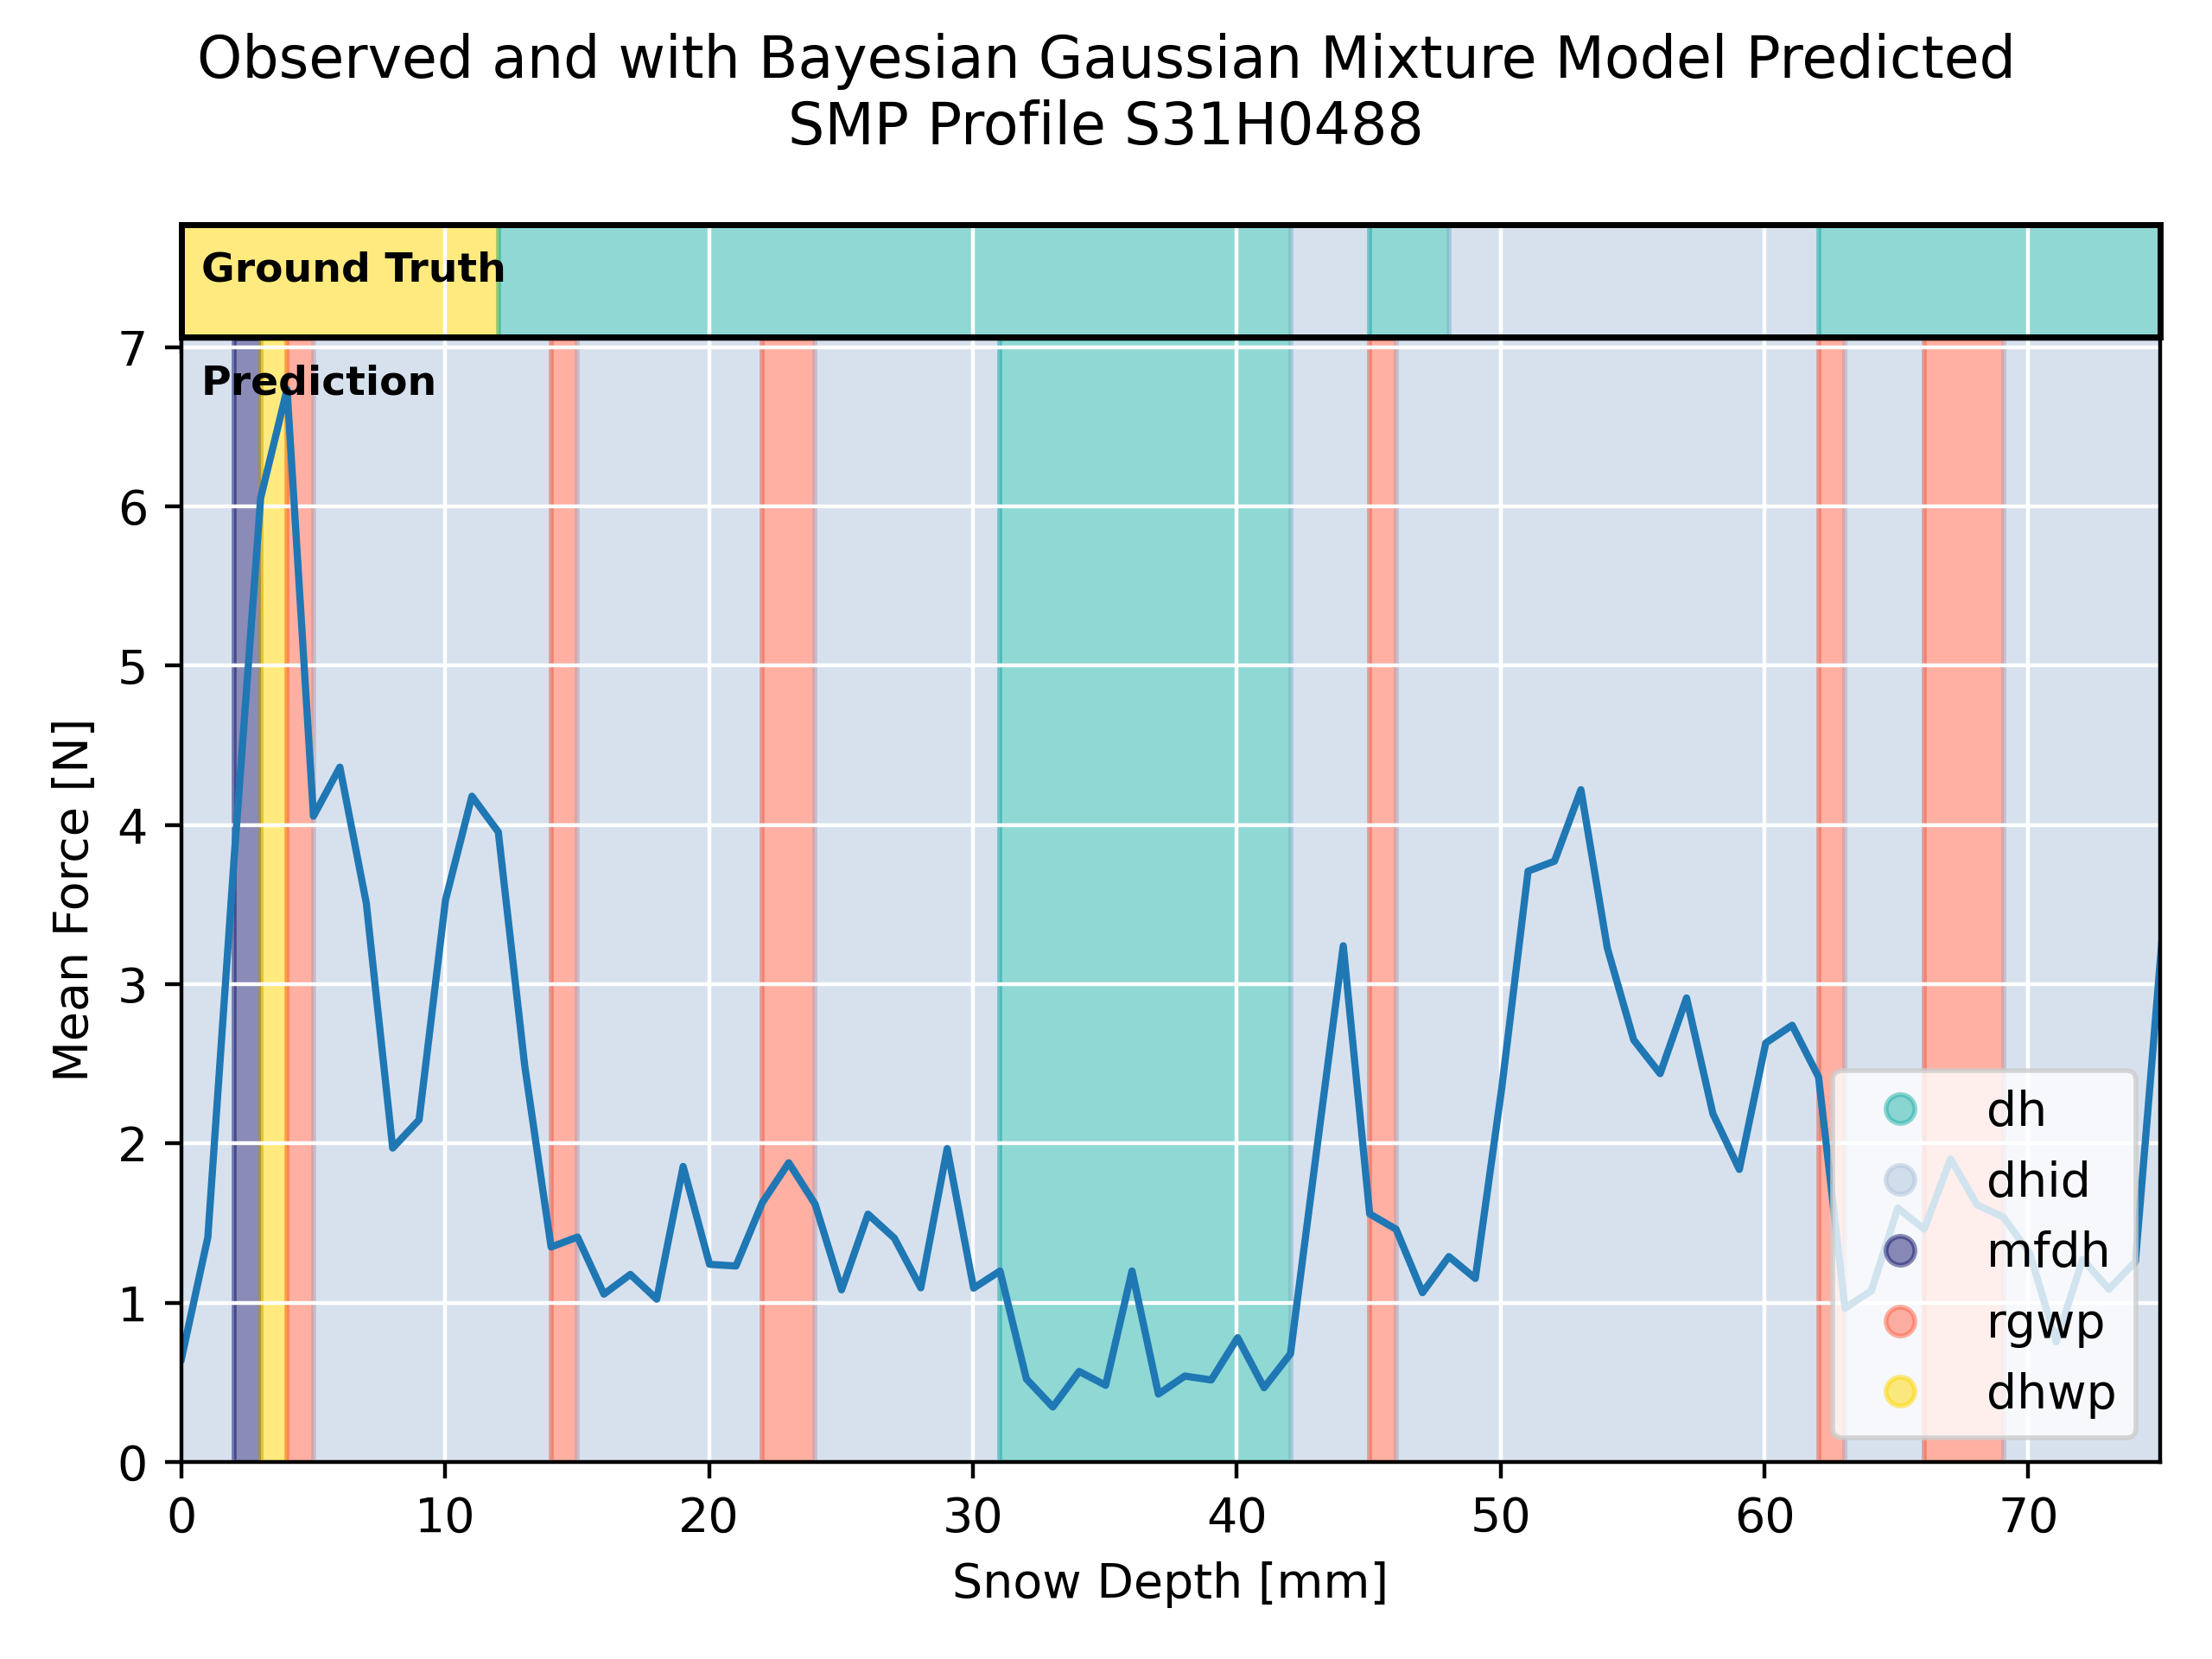 Observed and with Bayesian Gaussian Mixture Model Predicted
SMP Profile S31H0488
Ground Truth
Prediction
7
6
5
4
3
2
1
0
Mean Force [N]
dh
dhid
mfdh
rgwp
dhwp
0 10 20 30 40 50 60 70
Snow Depth [mm]